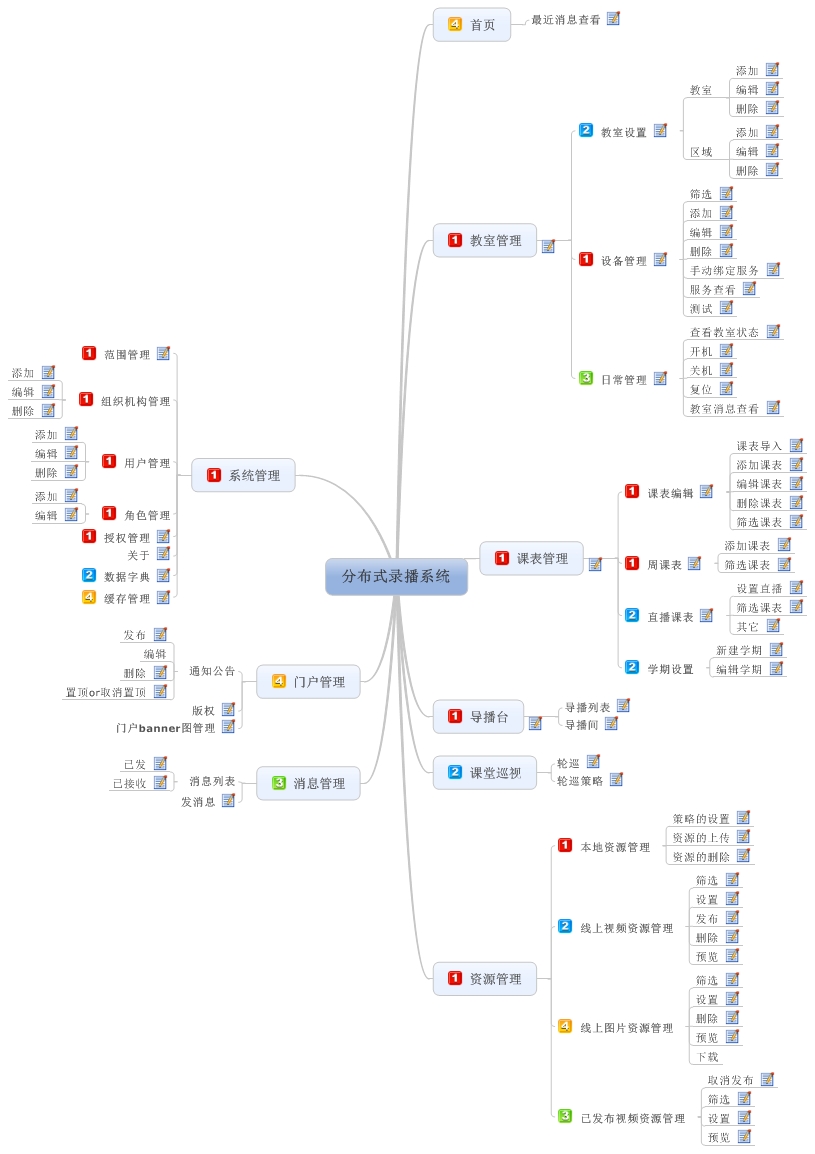 4 首页
最近消息查看
1 教室管理
2 教室设置
教室
添加
编辑
删除
区域
添加
编辑
删除
1 设备管理
筛选
添加
编辑
删除
手动绑定服务
服务查看
测试
3 日常管理
查看教室状态
开机
关机
复位
教室消息查看
1 课表管理
1 课表编辑
课表导入
添加课表
编辑课表
删除课表
筛选课表
1 周课表
添加课表
筛选课表
2 直播课表
设置直播
筛选课表
其它
2 学期设置
新建学期
编辑学期
1 导播台
导播列表
导播间
2 课堂巡视
轮巡
轮巡策略
1 资源管理
1 本地资源管理
策略的设置
资源的上传
资源的删除
2 线上视频资源管理
筛选
设置
发布
删除
预览
4 线上图片资源管理
筛选
设置
删除
预览
下载
3 已发布视频资源管理
取消发布
筛选
设置
预览
分布式录播系统
1 系统管理
1 范围管理
1 组织机构管理
添加
编辑
删除
1 用户管理
添加
编辑
删除
1 角色管理
添加
编辑
1 授权管理
关于
2 数据字典
4 缓存管理
4 门户管理
通知公告
发布
编辑
删除
置顶or取消置顶
版权
门户banner图管理
3 消息管理
消息列表
已发
已接收
发消息